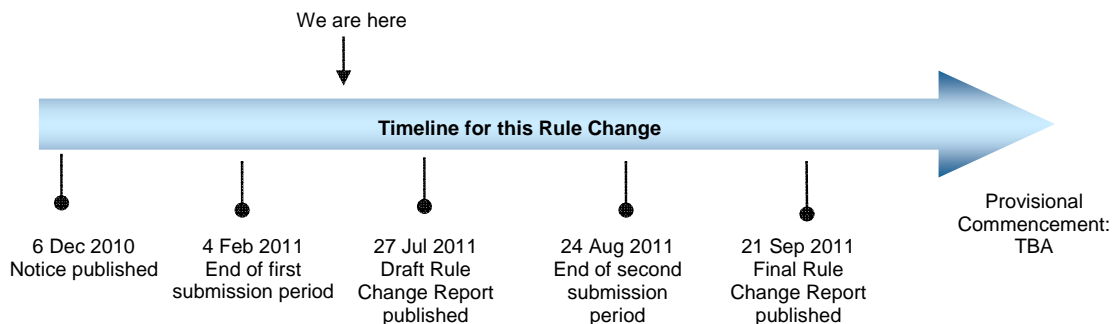 We are here
Timeline for this Rule Change
6 Dec 2010
Notice published
4 Feb 2011
End of first
submission period
27 Jul 2011
Draft Rule
Change Report
published
24 Aug 2011
End of second
submission
period
21 Sep 2011
Final Rule
Change Report
published
Provisional
Commencement:
TBA